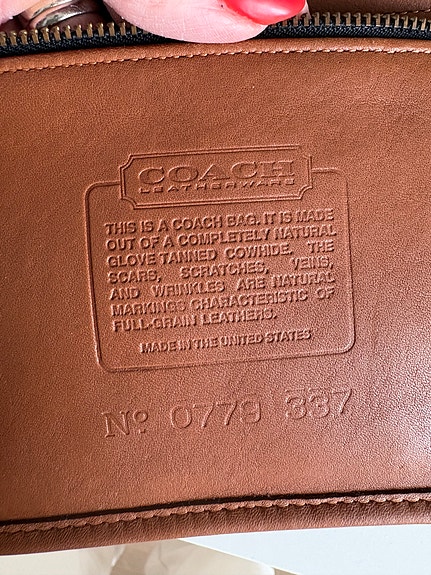 COACH
LEATHERWARE
THIS IS A COACH BAG. IT IS MADE
OUT OF A COMPLETELY NATURAL
GLOVE TANNED COWHIDE. THE
SCARS, SCRATCHES, VEINS,
AND WRINKLES ARE NATURAL
MARKINGS CHARACTERISTIC OF
FULL-GRAIN LEATHERS.
MADE IN THE UNITED STATES
Nº 0779 337